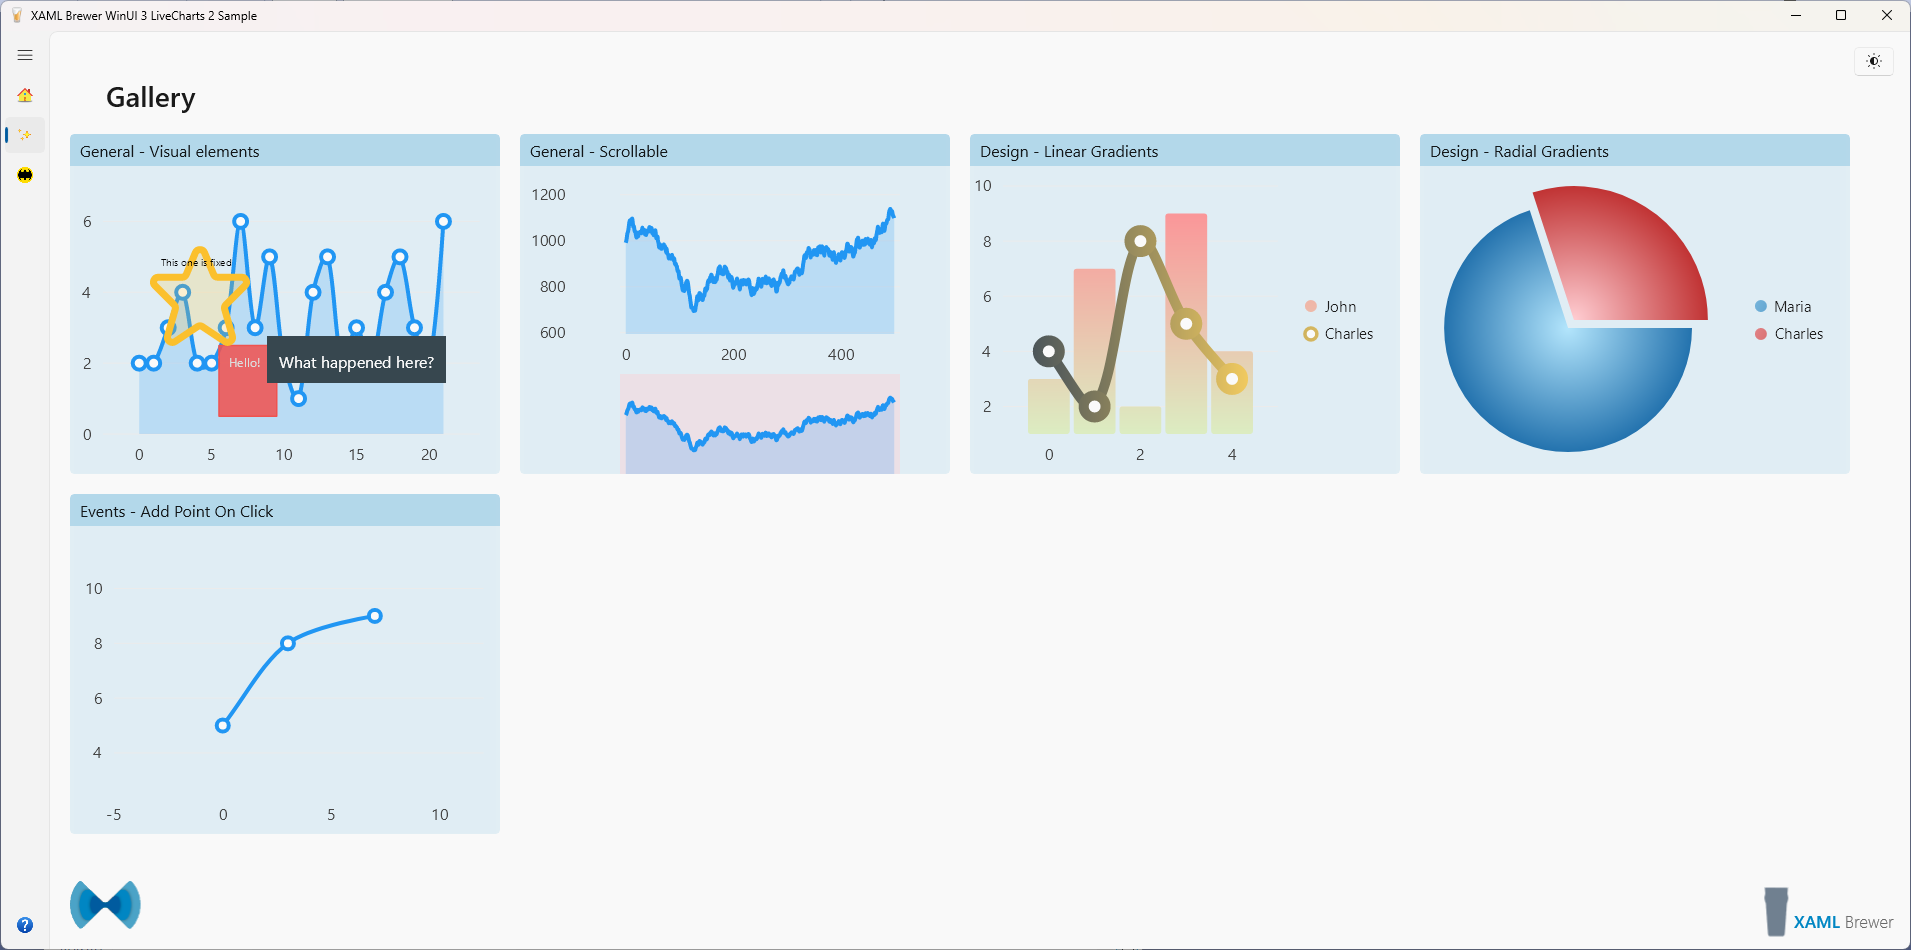 XAML Brewer WinUI 3 LiveCharts 2 Sample
Gallery
General - Visual elements
6
4
2
0
This one is fixed
Hello!
What happened here?
0 5 10 15 20
General - Scrollable
1200
1000
800
600
0 200 400
Design - Linear Gradients
10
8
6
4
2
0 2 4
John
Charles
Design - Radial Gradients
Maria
Charles
Events - Add Point On Click
10
8
6
4
-5 0 5 10
?
XAML Brewer